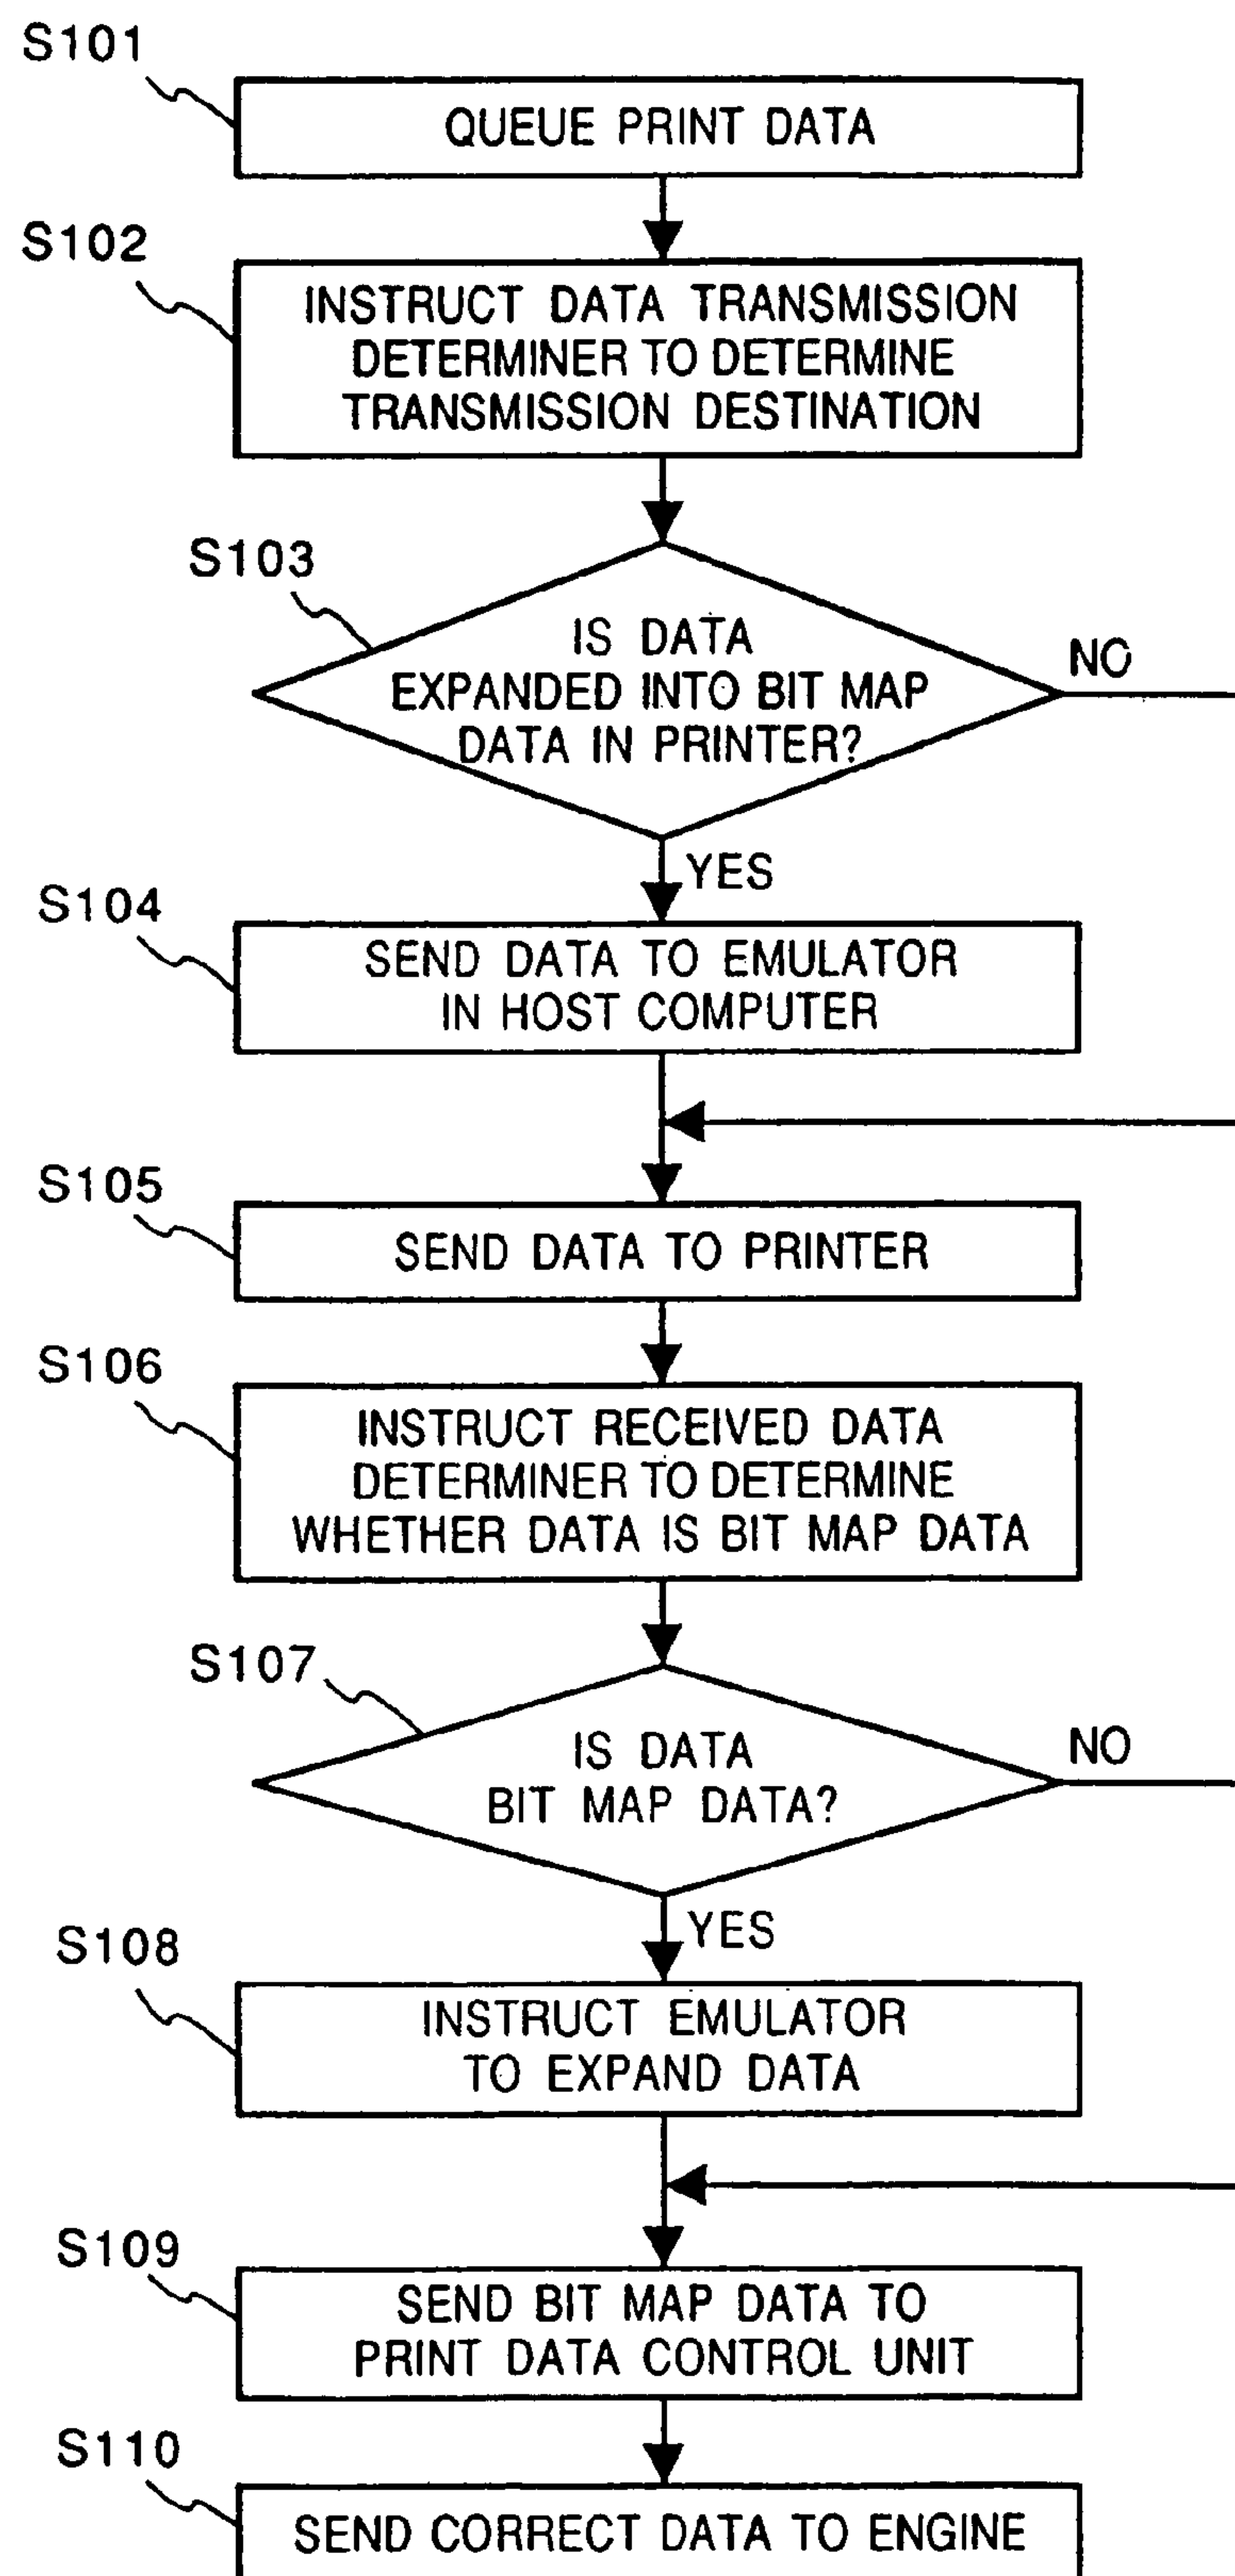 S101
QUEUE PRINT DATA
S102
INSTRUCT DATA TRANSMISSION
DETERMINER TO DETERMINE
TRANSMISSION DESTINATION
S103
IS DATA
EXPANDED INTO BIT MAP
DATA IN PRINTER?
NO
YES
S104
SEND DATA TO EMULATOR
IN HOST COMPUTER
S105
SEND DATA TO PRINTER
S106
INSTRUCT RECEIVED DATA
DETERMINER TO DETERMINE
WHETHER DATA IS BIT MAP DATA
S107
IS DATA
BIT MAP DATA?
NO
YES
S108
INSTRUCT EMULATOR
TO EXPAND DATA
S109
SEND BIT MAP DATA TO
PRINT DATA CONTROL UNIT
S110
SEND CORRECT DATA TO ENGINE